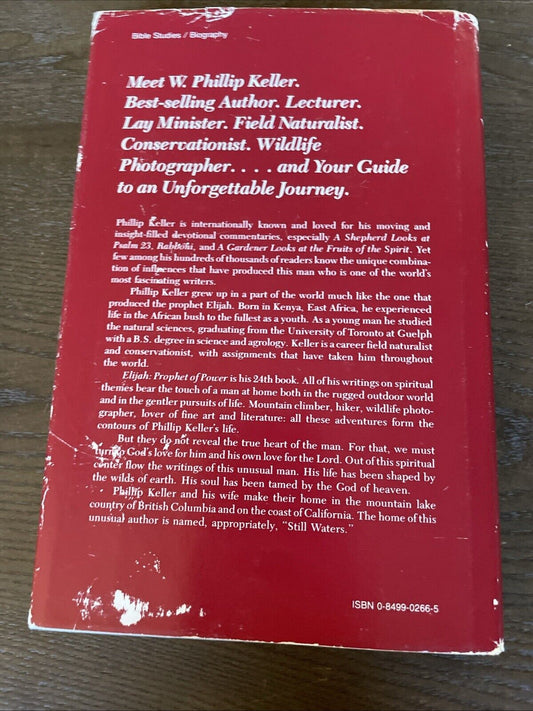 Bible Studies // Biography
Meet W. Phillip Keller.
Best-selling Author. Lecturer.
Lay Minister. Field Naturalist.
Conservationist. Wildlife
Photographer. . . . and Your Guide
to an Unforgettable Journey.
Phillip Keller is internationally known and loved for his moving and
insight-filled devotional commentaries, especially A Shepherd Looks at
Psalm 23, Rabboni, and A Gardener Looks at the Fruits of the Spirit. Yet
few among his hundreds of thousands of readers know the unique combina-
tion of influences that have produced this man who is one of the world's
most fascinating writers.
Phillip Keller grew up in a part of the world much like the one that
produced the prophet Elijah. Born in Kenya, East Africa, he experienced
life in the African bush to the fullest as a youth. As a young man he studied
the natural sciences, graduating from the University of Toronto at Guelph
with a B.S. degree in science and agrology. Keller is a career field naturalist
and conservationist, with assignments that have taken him throughout
the world.
Elijah: Prophet of Power is his 24th book. All of his writings on spiritual
themes bear the touch of a man at home both in the rugged outdoor world
and in the gentler pursuits of life. Mountain climber, hiker, wildlife photo-
grapher, lover of fine art and literature: all these adventures form the
contours of Phillip Keller's life.
But they do not reveal the true heart of the man. For that, we must
turn to God's love for him and his own love for the Lord. Out of this spiritual
center flow the writings of this unusual man. His life has been shaped by
the wilds of earth. His soul has been tamed by the God of heaven.
Phillip Keller and his wife make their home in the mountain lake
country of British Columbia and on the coast of California. The home of this
unusual author is named, appropriately, "Still Waters."
ISBN 0-8499-0266-5